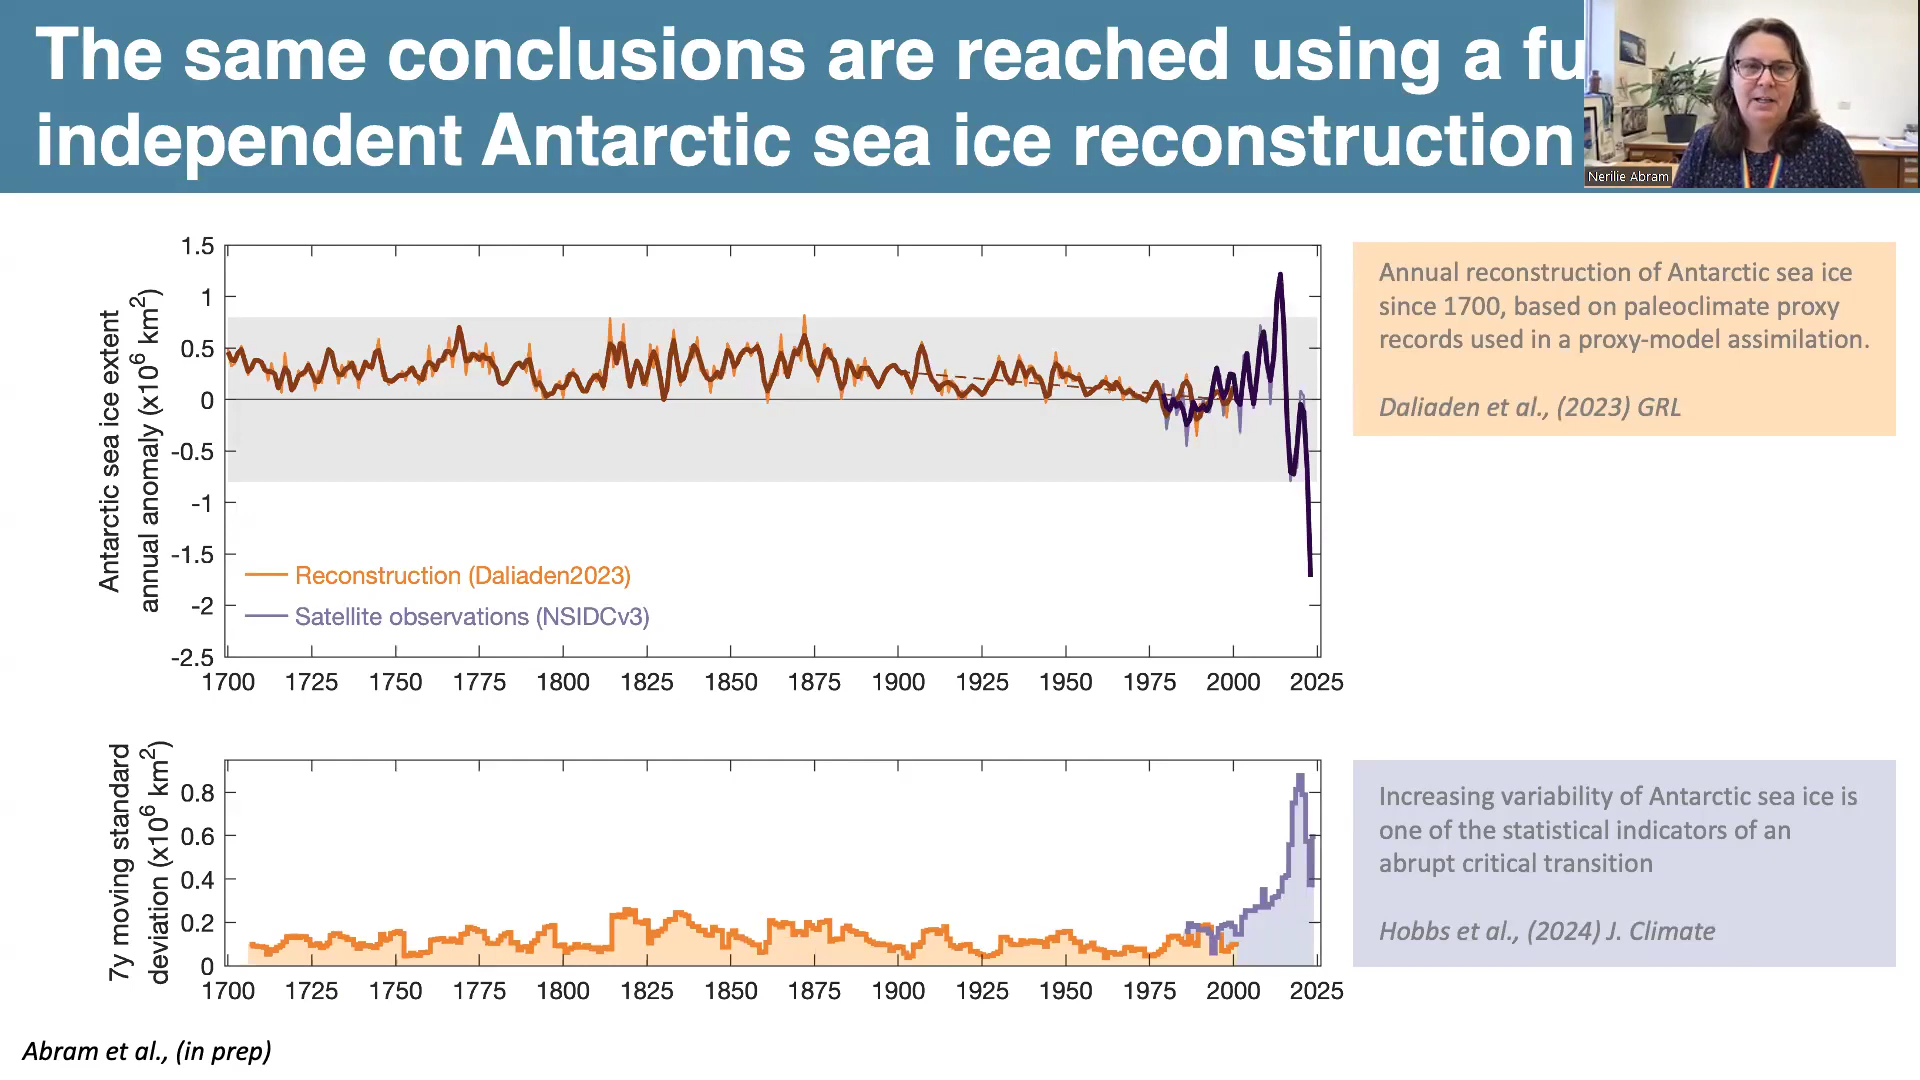 The same conclusions are reached using a fu
independent Antarctic sea ice reconstruction
Nerilie Abram
Antarctic sea ice extent
annual anomaly (x10⁶ km²)
1.5
1
0.5
0
-0.5
-1
-1.5
-2
-2.5
Reconstruction (Daliaden2023)
Satellite observations (NSIDCv3)
1700 1725 1750 1775 1800 1825 1850 1875 1900 1925 1950 1975 2000 2025
Annual reconstruction of Antarctic sea ice
since 1700, based on paleoclimate proxy
records used in a proxy-model assimilation.
Daliaden et al., (2023) GRL
7y moving standard
deviation (x10⁶ km²)
0.8
0.6
0.4
0.2
0
1700 1725 1750 1775 1800 1825 1850 1875 1900 1925 1950 1975 2000 2025
Increasing variability of Antarctic sea ice is
one of the statistical indicators of an
abrupt critical transition
Hobbs et al., (2024) J. Climate
Abram et al., (in prep)